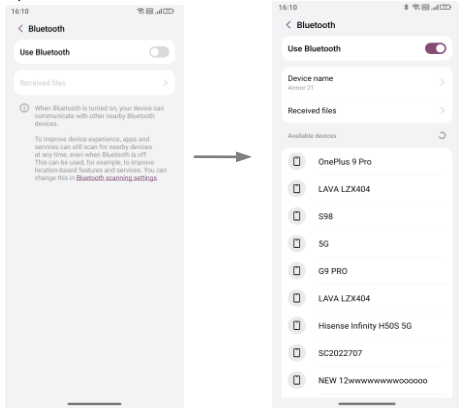 16:10
< Bluetooth
Use Bluetooth
Received files
When Bluetooth is turned on, your device can
communicate with other nearby Bluetooth
devices.
To improve device experience, apps and
services can still scan for nearby devices
at any time, even when Bluetooth is off.
This can be used, for example, to improve
location-based features and services. You can
change this in Bluetooth scanning settings.
16:10
< Bluetooth
Use Bluetooth
Device name
Armor 21
Received files
Available devices
OnePlus 9 Pro
LAVA LZX404
S98
5G
G9 PRO
LAVA LZX404
Hisense Infinity H50S 5G
SC2022707
NEW 12wwwwwwwwoooooo